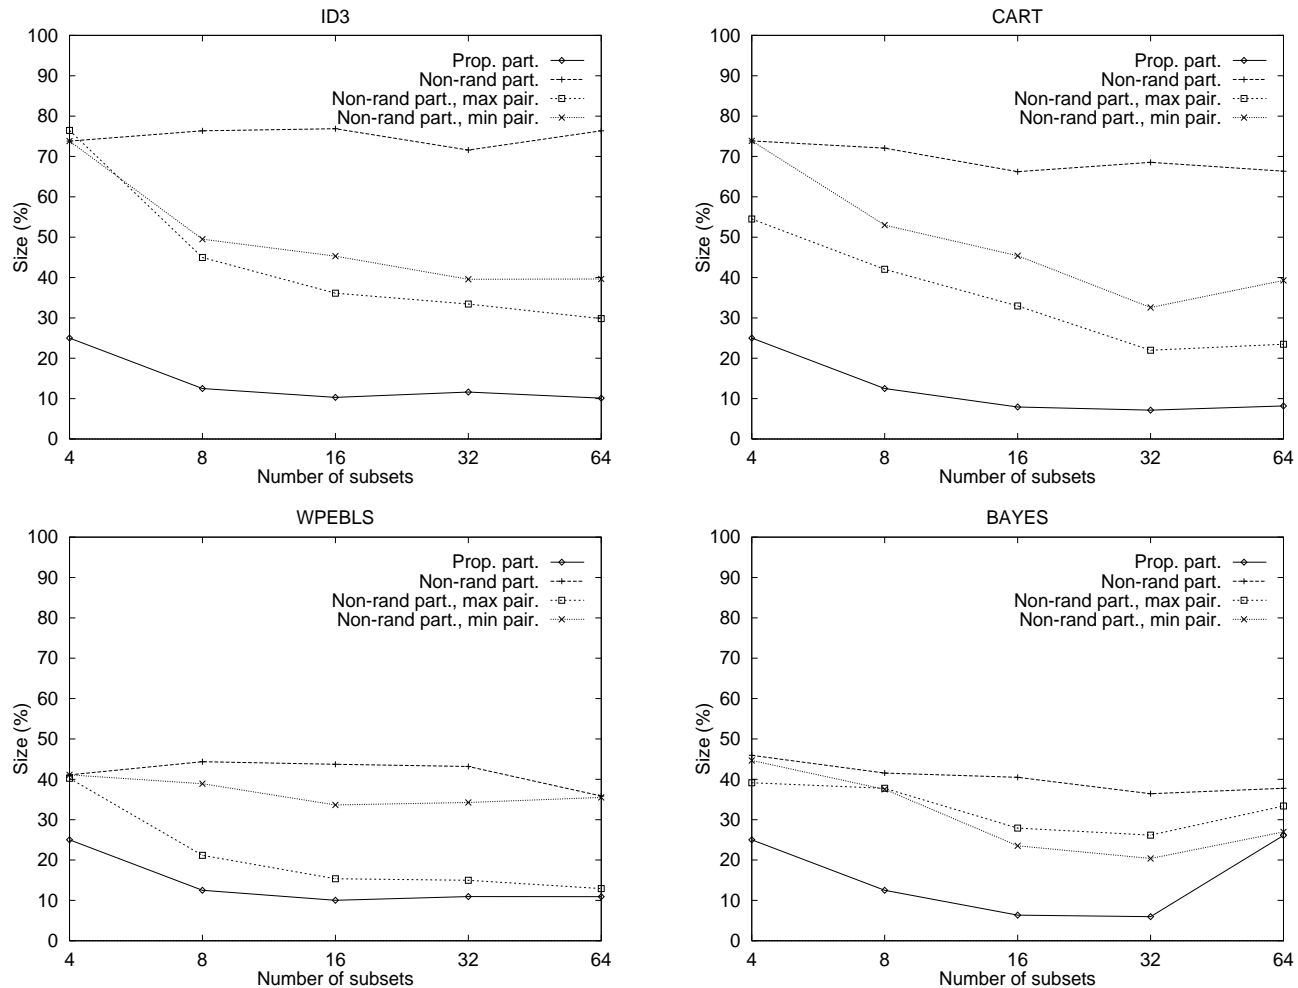 ID3
100
90
80
70
60
50
40
30
20
10
0
Size (%)
Prop. part.
Non-rand part.
Non-rand part., max pair.
Non-rand part., min pair.
4 8 16 32 64
Number of subsets
CART
100
90
80
70
60
50
40
30
20
10
0
Size (%)
Prop. part.
Non-rand part.
Non-rand part., max pair.
Non-rand part., min pair.
4 8 16 32 64
Number of subsets
WPEBLS
100
90
80
70
60
50
40
30
20
10
0
Size (%)
Prop. part.
Non-rand part.
Non-rand part., max pair.
Non-rand part., min pair.
4 8 16 32 64
Number of subsets
BAYES
100
90
80
70
60
50
40
30
20
10
0
Size (%)
Prop. part.
Non-rand part.
Non-rand part., max pair.
Non-rand part., min pair.
4 8 16 32 64
Number of subsets